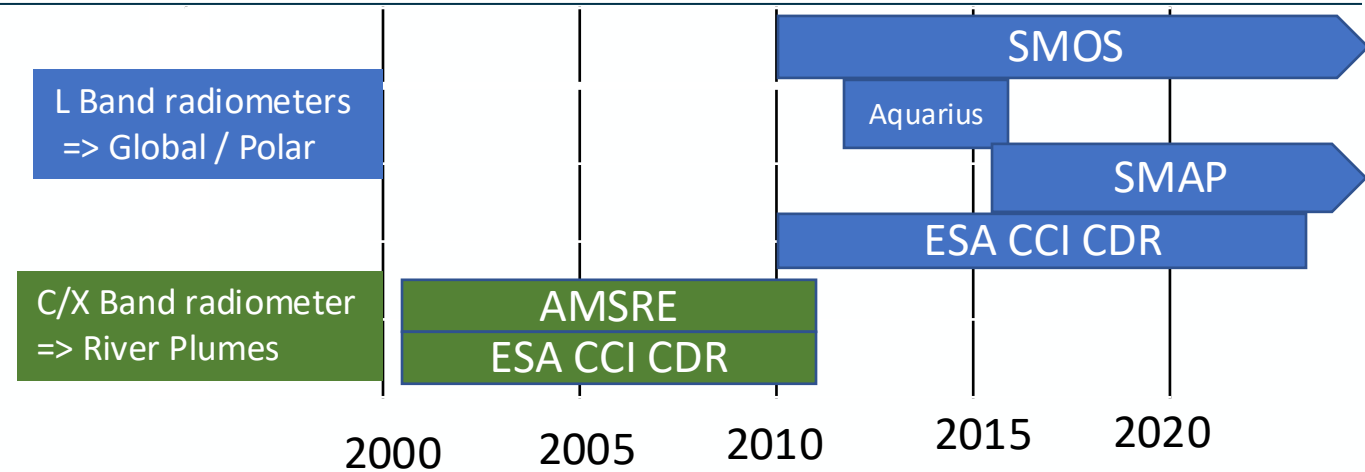 SMOS
L Band radiometers
=> Global / Polar
Aquarius
SMAP
ESA CCI CDR
C/X Band radiometer
=> River Plumes
AMSRE
ESA CCI CDR
2000
2005
2010
2015
2020